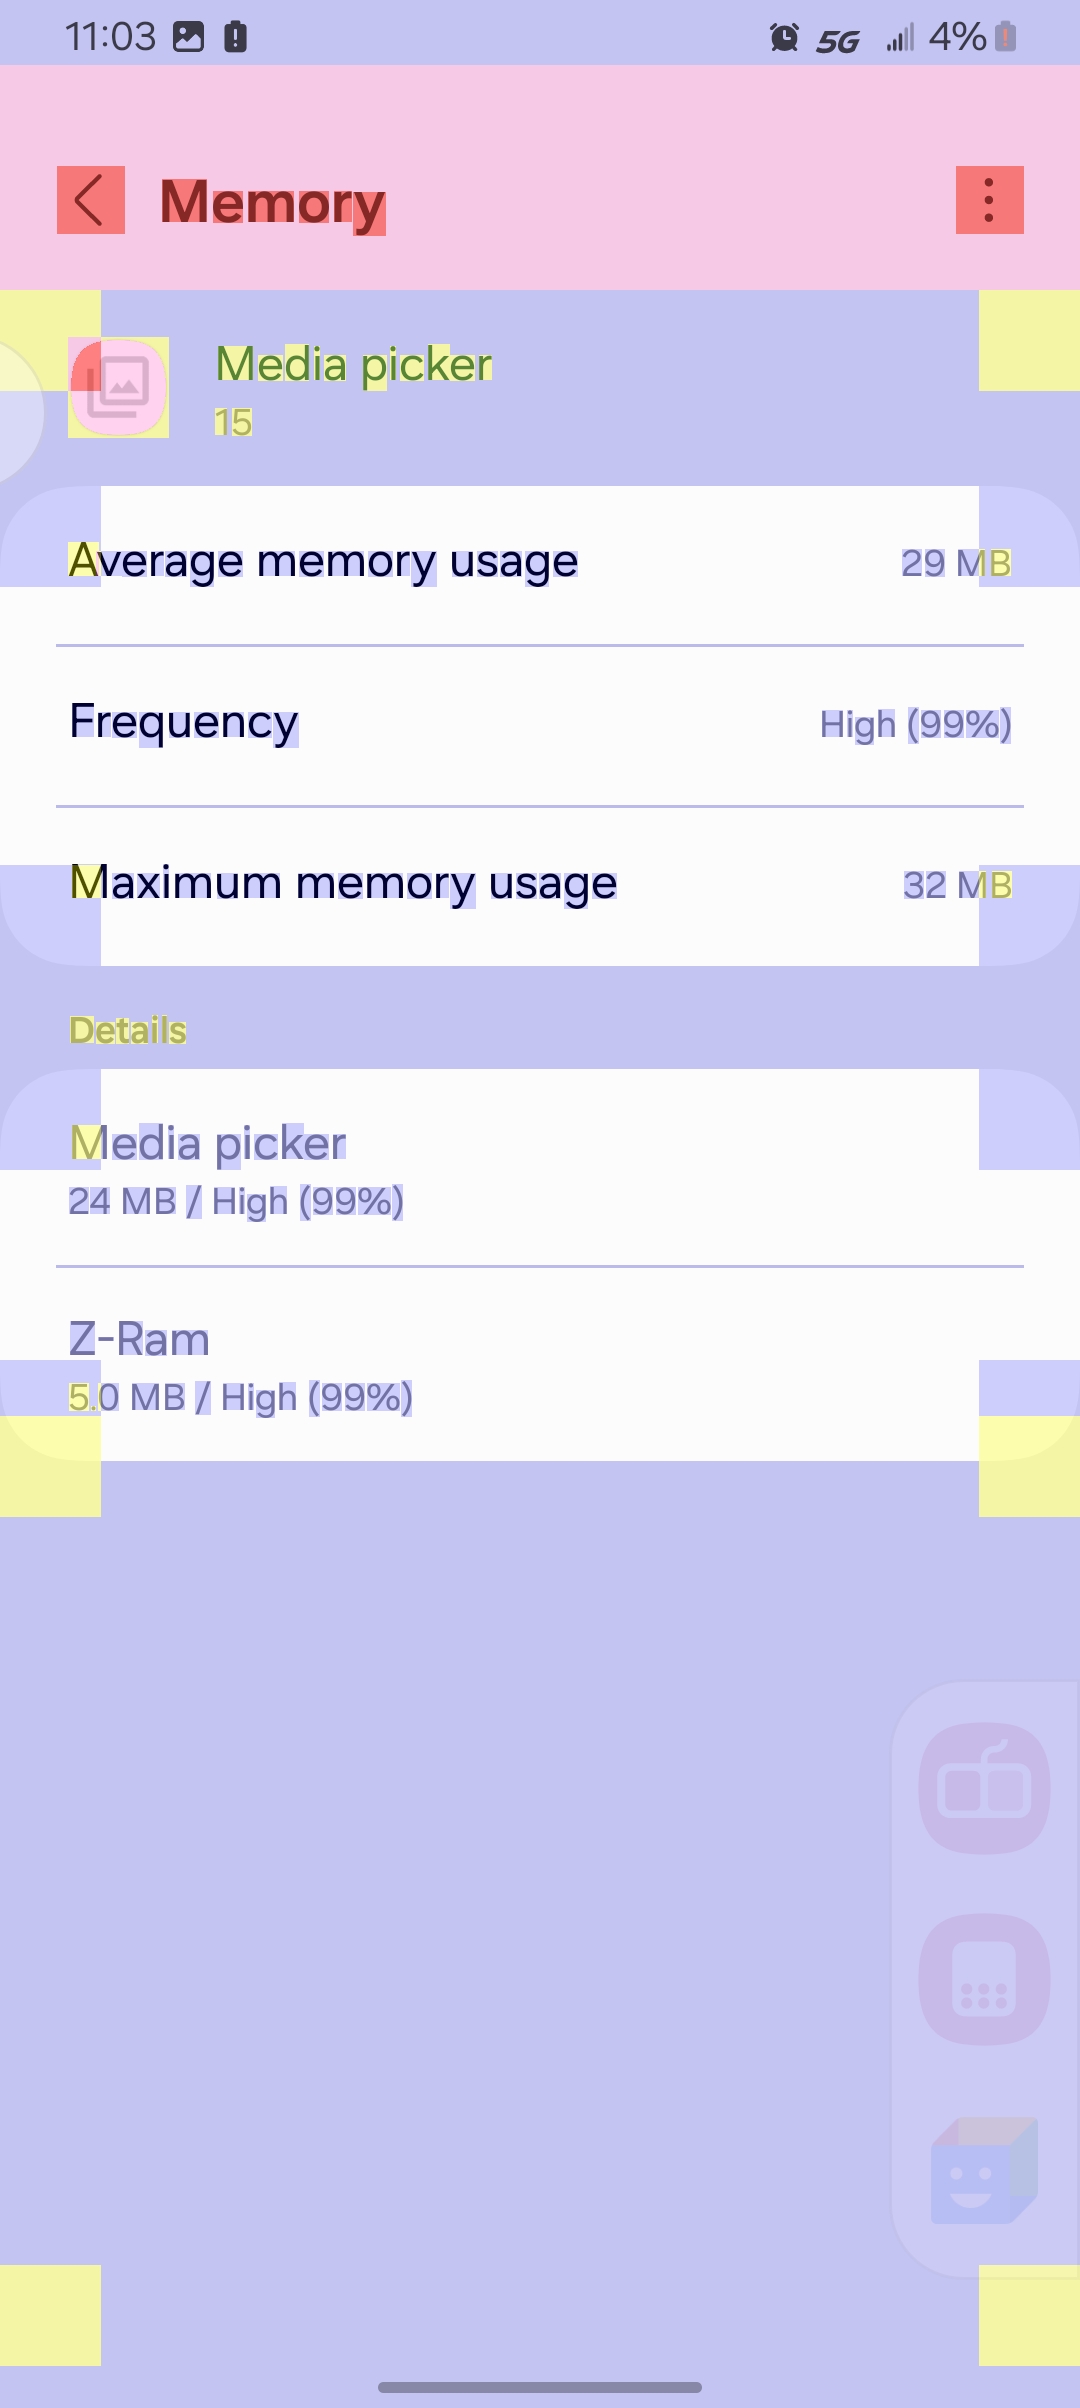 11:03 5G 4%
Memory
Media picker
15
Average memory usage 29 MB
Frequency High (99%)
Maximum memory usage 32 MB
Details
Media picker
24 MB / High (99%)
Z-Ram
5.0 MB / High (99%)